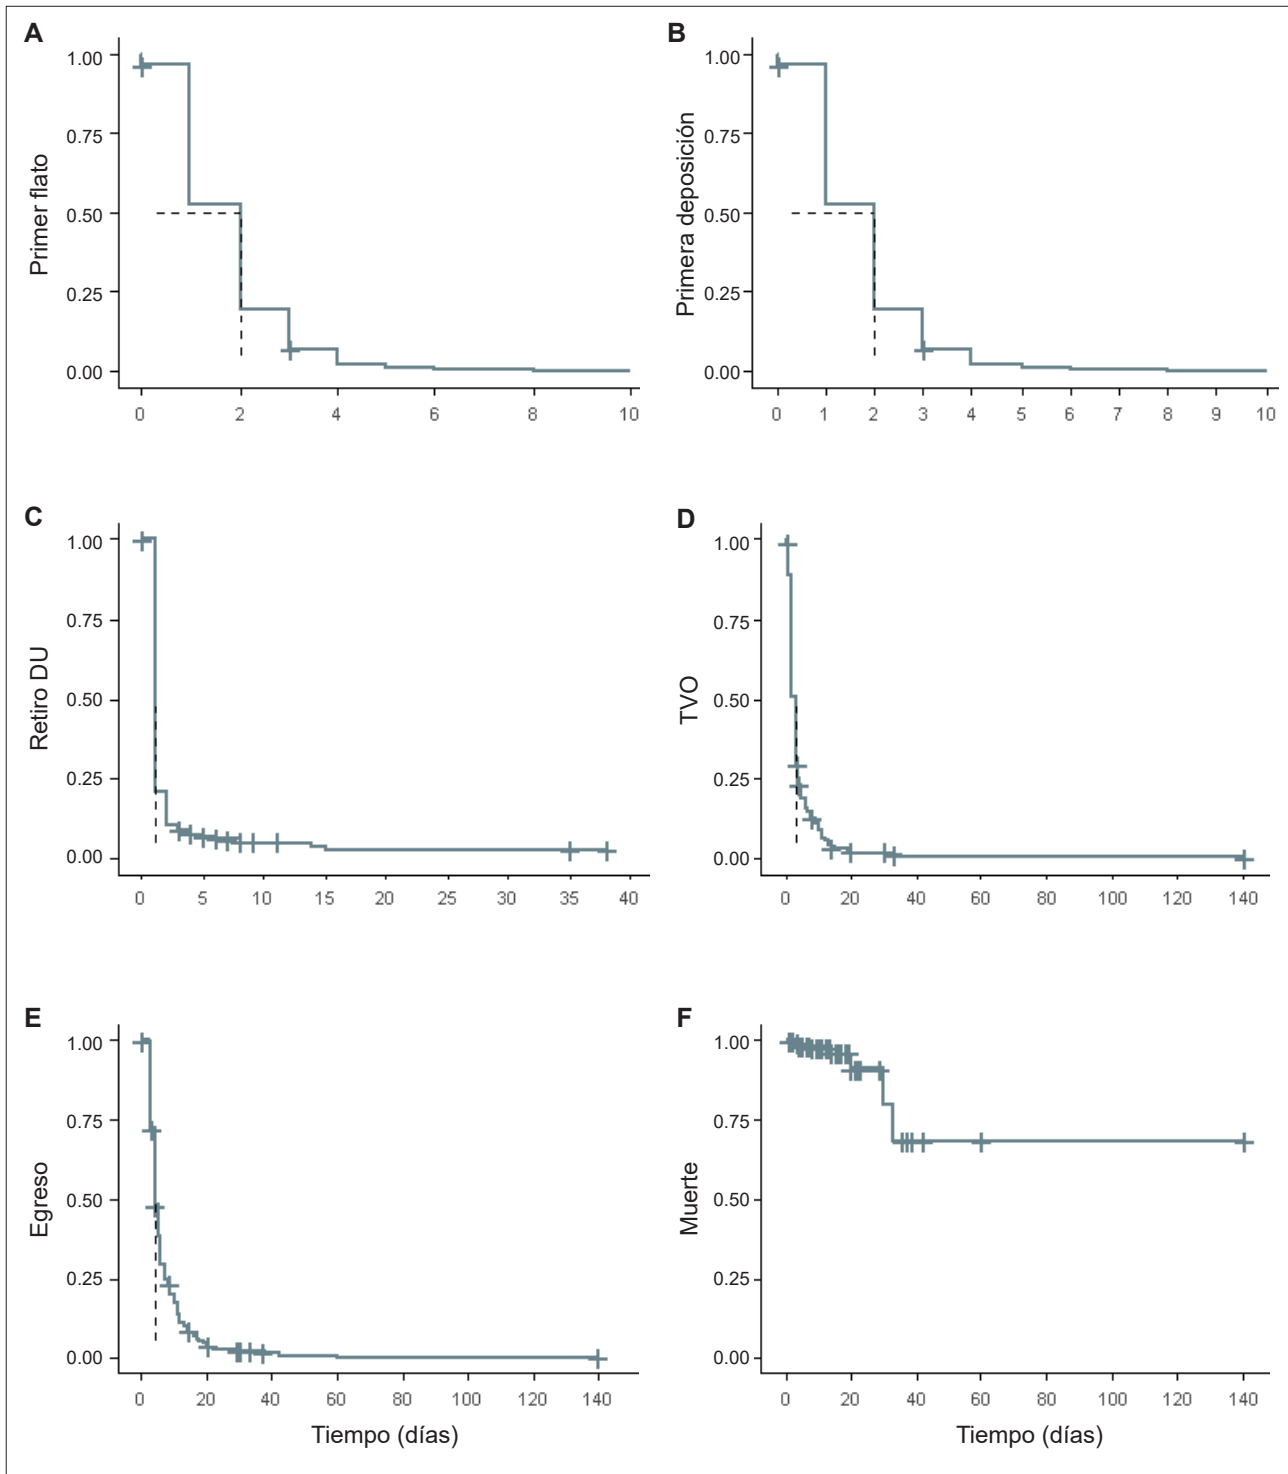 A
Primer flato
1.00
0.75
0.50
0.25
0.00
0 2 4 6 8 10
B
Primera deposición
1.00
0.75
0.50
0.25
0.00
0 1 2 3 4 5 6 7 8 9 10
C
Retiro DU
1.00
0.75
0.50
0.25
0.00
0 5 10 15 20 25 30 35 40
D
TVO
1.00
0.75
0.50
0.25
0.00
0 20 40 60 80 100 120 140
E
Egreso
1.00
0.75
0.50
0.25
0.00
0 20 40 60 80 100 120 140
Tiempo (días)
F
Muerte
1.00
0.75
0.50
0.25
0.00
0 20 40 60 80 100 120 140
Tiempo (días)